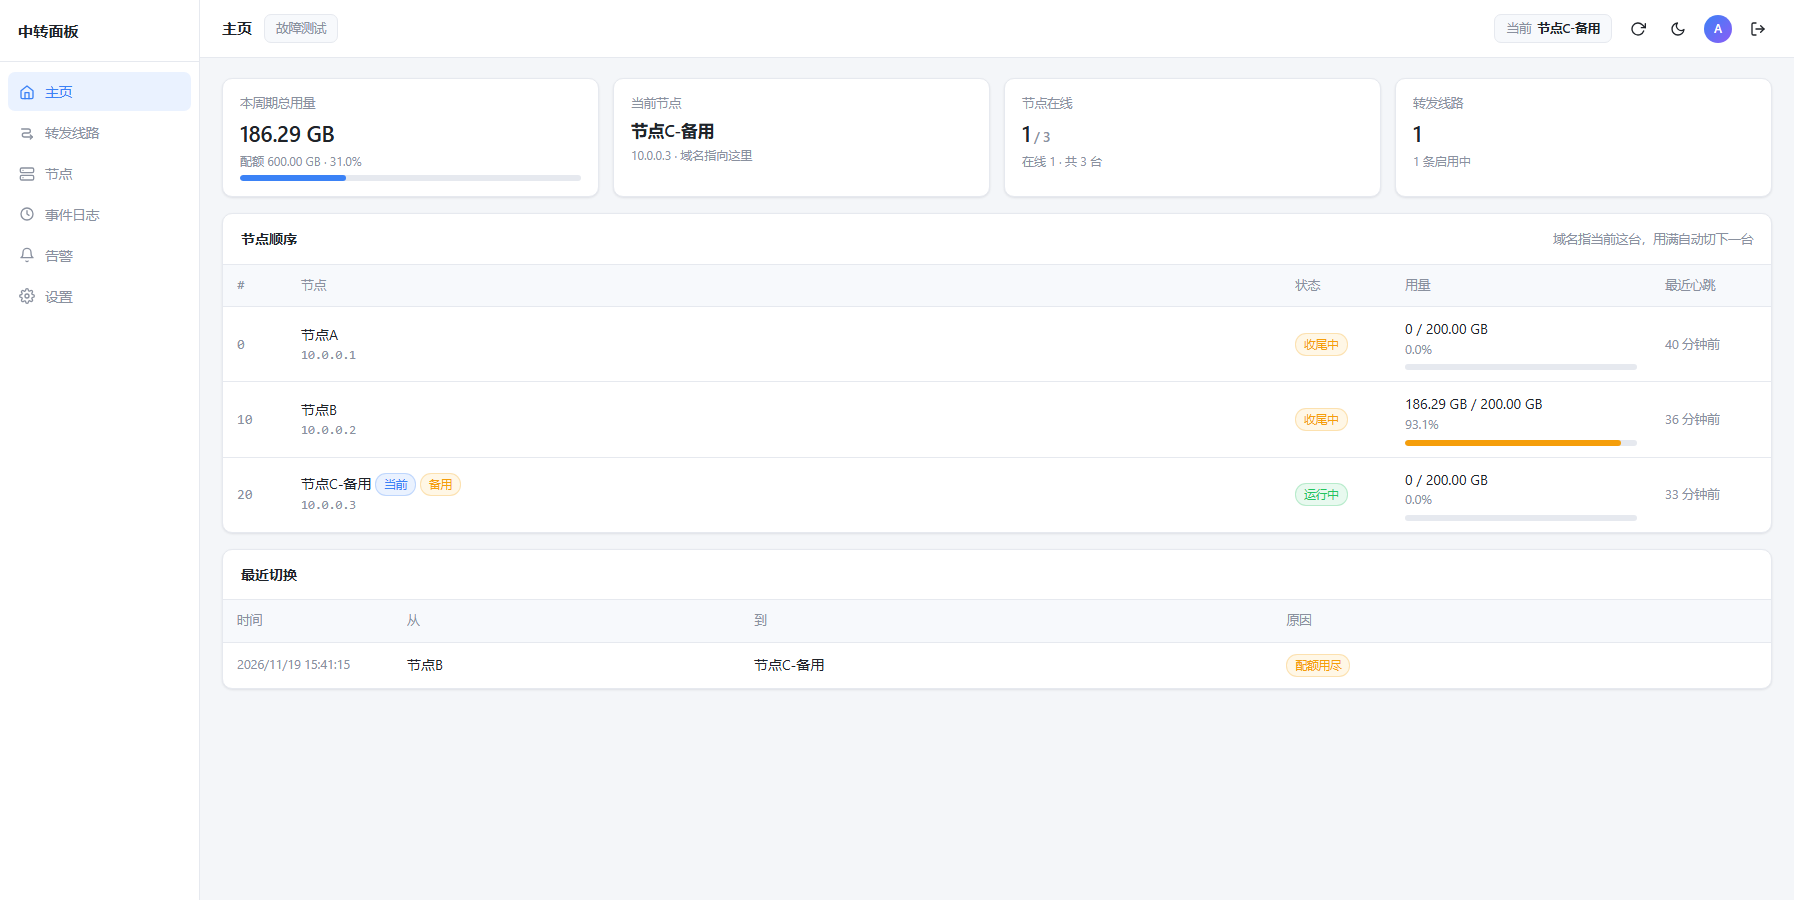 中转面板
主页
转发线路
节点
事件日志
告警
设置
主页 故障测试
当前 节点C-备用
A
本周期总用量
186.29 GB
配额 600.00 GB · 31.0%
当前节点
节点C-备用
10.0.0.3 · 域名指向这里
节点在线
1 / 3
在线 1 · 共 3 台
转发线路
1
1 条启用中
节点顺序
域名指当前这台，用满自动切下一台
# 节点 状态 用量 最近心跳
0 节点A 10.0.0.1 收尾中 0 / 200.00 GB 0.0% 40 分钟前
10 节点B 10.0.0.2 收尾中 186.29 GB / 200.00 GB 93.1% 36 分钟前
20 节点C-备用 当前 备用 10.0.0.3 运行中 0 / 200.00 GB 0.0% 33 分钟前
最近切换
时间 从 到 原因
2026/11/19 15:41:15 节点B 节点C-备用 配额用尽